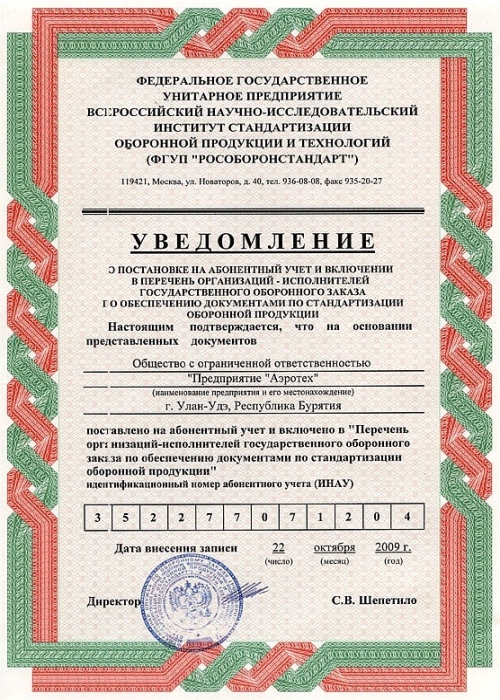 ФЕДЕРАЛЬНОЕ ГОСУДАРСТВЕННОЕ
УНИТАРНОЕ ПРЕДПРИЯТИЕ
ВСЕРОССИЙСКИЙ НАУЧНО-ИССЛЕДОВАТЕЛЬСКИЙ
ИНСТИТУТ СТАНДАРТИЗАЦИИ
ОБОРОННОЙ ПРОДУКЦИИ И ТЕХНОЛОГИЙ
(ФГУП "РОСОБОРОНСТАНДАРТ")
119421, Москва, ул. Новаторов, д. 40, тел. 936-08-08, факс 935-20-27
УВЕДОМЛЕНИЕ
О ПОСТАНОВКЕ НА АБОНЕНТНЫЙ УЧЕТ И ВКЛЮЧЕНИИ
В ПЕРЕЧЕНЬ ОРГАНИЗАЦИЙ - ИСПОЛНИТЕЛЕЙ
ГОСУДАРСТВЕННОГО ОБОРОННОГО ЗАКАЗА
ПО ОБЕСПЕЧЕНИЮ ДОКУМЕНТАМИ ПО СТАНДАРТИЗАЦИИ
ОБОРОННОЙ ПРОДУКЦИИ
Настоящим подтверждается, что на основании
представленных документов
Общество с ограниченной ответственностью
"Предприятие "Аэротех"
(наименование предприятия и его местонахождение)
г. Улан-Удэ, Республика Бурятия
поставлено на абонентный учет и включено в "Перечень
организаций-исполнителей государственного оборонного
заказа по обеспечению документами по стандартизации
оборонной продукции"
идентификационный номер абонентного учета (ИНАУ)
3 5 2 2 7 7 0 7 1 2 0 4
Дата внесения записи 22 октября 2009 г.
(число) (месяц) (год)
Директор С.В. Шепетило